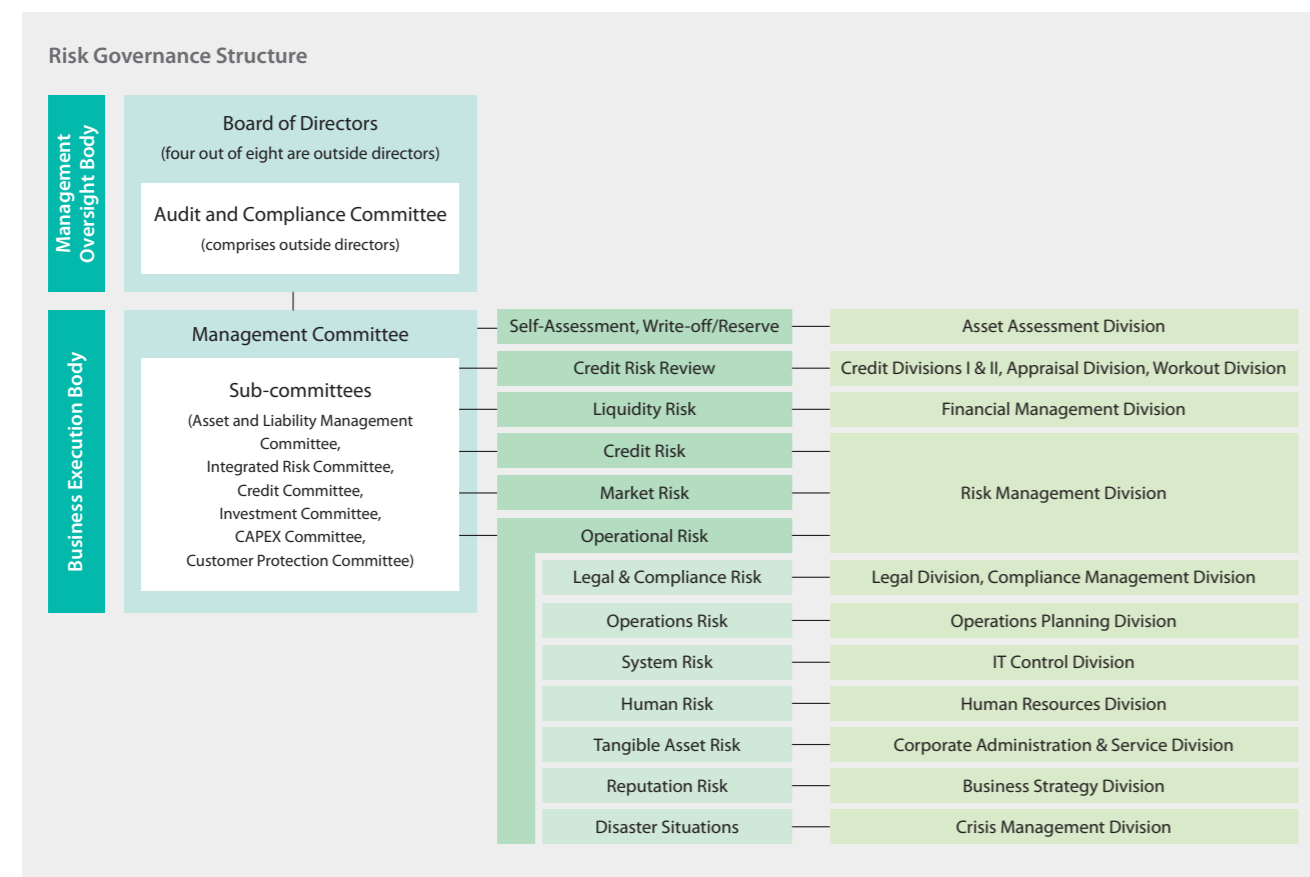 Risk Governance Structure
Management
Oversight Body
Board of Directors
(four out of eight are outside directors)
Audit and Compliance Committee
(comprises outside directors)
Business Execution Body
Management Committee
Sub-committees
(Asset and Liability Management
Committee,
Integrated Risk Committee,
Credit Committee,
Investment Committee,
CAPEX Committee,
Customer Protection Committee)
Self-Assessment, Write-off/Reserve
Asset Assessment Division
Credit Risk Review
Credit Divisions I & II, Appraisal Division, Workout Division
Liquidity Risk
Financial Management Division
Credit Risk
Market Risk
Operational Risk
Risk Management Division
Legal & Compliance Risk
Legal Division, Compliance Management Division
Operations Risk
Operations Planning Division
System Risk
IT Control Division
Human Risk
Human Resources Division
Tangible Asset Risk
Corporate Administration & Service Division
Reputation Risk
Business Strategy Division
Disaster Situations
Crisis Management Division